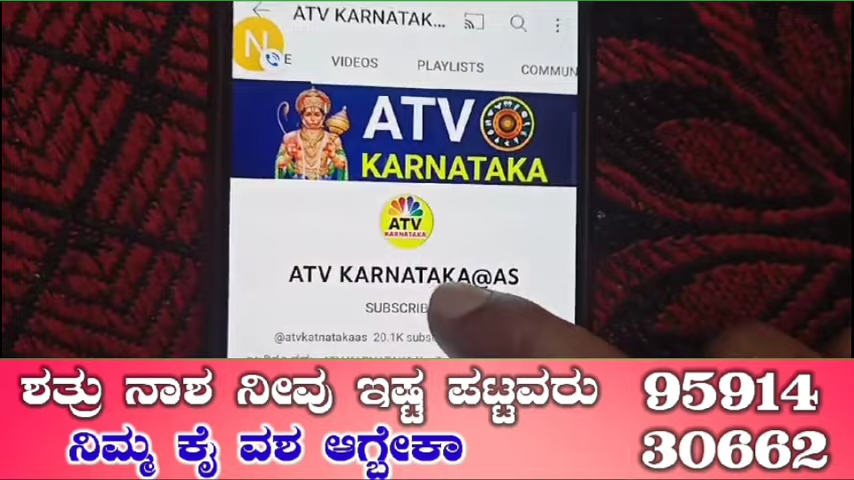 ATV KARNATAK...
N
E VIDEOS PLAYLISTS COMMUN
ATV
KARNATAKA
ATV
KARNATAKA
ATV KARNATAKA@AS
SUBSCRIB
@atvkatnatakaas 20.1K subs
ಶತ್ರು ನಾಶ ನೀವು ಇಷ್ಟ ಪಟ್ಟವರು 95914
ನಿಮ್ಮ ಕೈ ವಶ ಆಗ್ಬೇಕಾ 30662